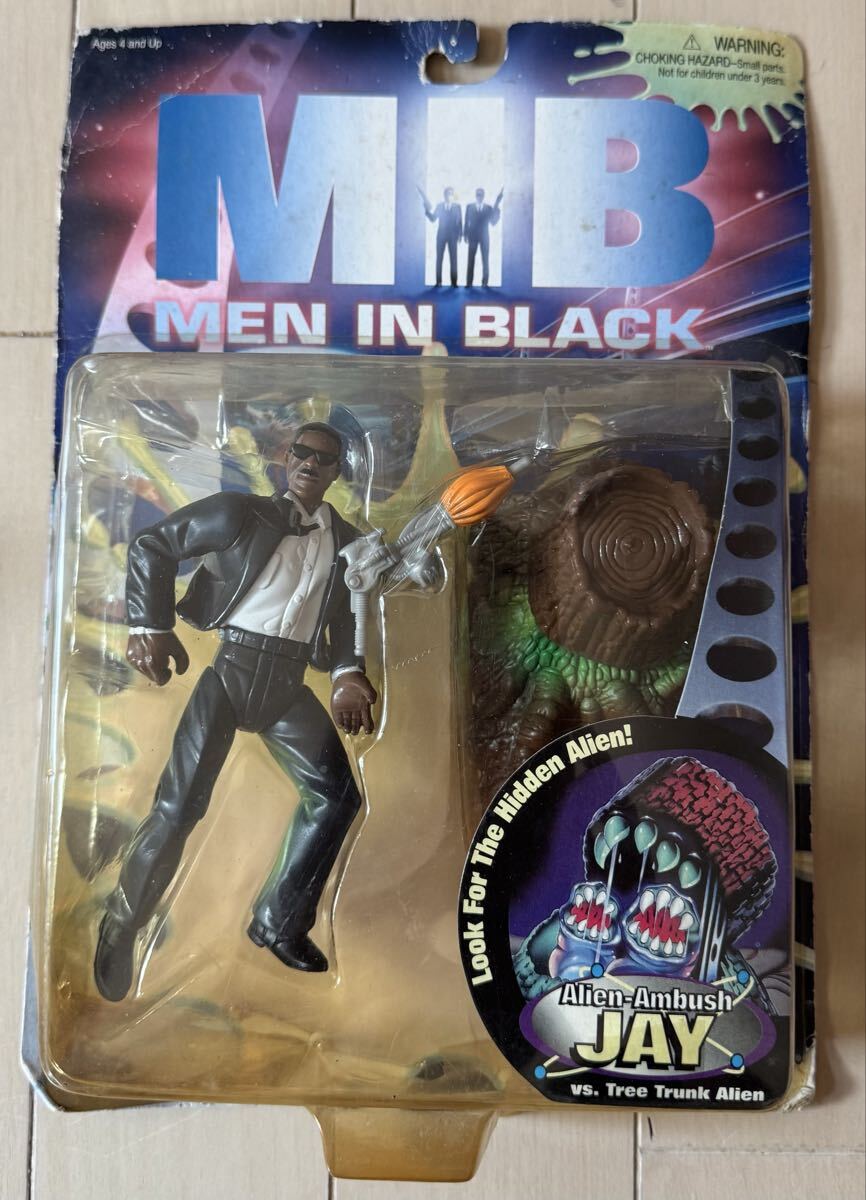 Ages 4 and Up
⚠ WARNING:
CHOKING HAZARD–Small parts.
Not for children under 3 years.
MIB
MEN IN BLACK™
Look For The Hidden Alien!
Alien-Ambush
JAY
vs. Tree Trunk Alien